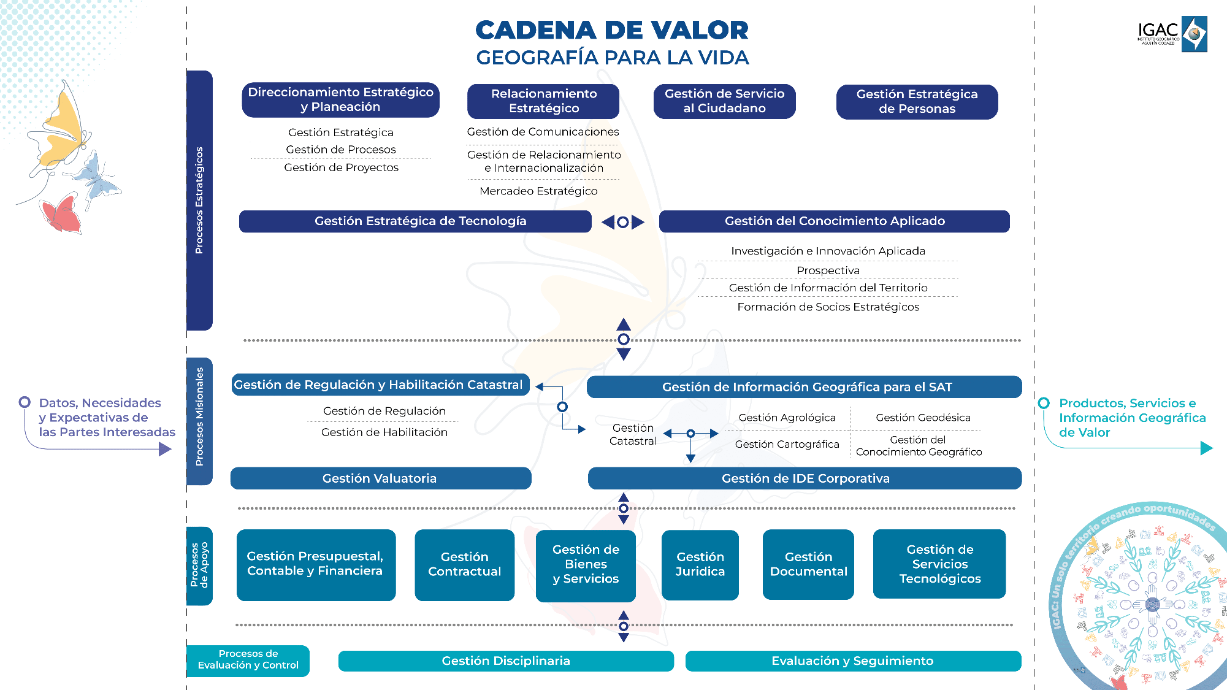 CADENA DE VALOR
GEOGRAFÍA PARA LA VIDA
IGAC
INSTITUTO GEOGRÁFICO
AGUSTÍN CODAZZI
Procesos Estratégicos
Direccionamiento Estratégico
y Planeación
Gestión Estratégica
Gestión de Procesos
Gestión de Proyectos
Relacionamiento
Estratégico
Gestión de Comunicaciones
Gestión de Relacionamiento
e Internacionalización
Mercadeo Estratégico
Gestión de Servicio
al Ciudadano
Gestión Estratégica
de Personas
Gestión Estratégica de Tecnología
Gestión del Conocimiento Aplicado
Investigación e Innovación Aplicada
Prospectiva
Gestión de Información del Territorio
Formación de Socios Estratégicos
Datos, Necesidades
y Expectativas de
las Partes Interesadas
Procesos Misionales
Gestión de Regulación y Habilitación Catastral
Gestión de Regulación
Gestión de Habilitación
Gestión Valuatoria
Gestión de Información Geográfica para el SAT
Gestión
Catastral
Gestión Agrológica
Gestión Geodésica
Gestión Cartográfica
Gestión del
Conocimiento Geográfico
Gestión de IDE Corporativa
Productos, Servicios e
Información Geográfica
de Valor
Procesos
de Apoyo
Gestión Presupuestal,
Contable y Financiera
Gestión
Contractual
Gestión de
Bienes
y Servicios
Gestión
Juridica
Gestión
Documental
Gestión de
Servicios
Tecnológicos
Procesos de
Evaluación y Control
Gestión Disciplinaria
Evaluación y Seguimiento
IGAC: Un solo territorio creando oportunidades